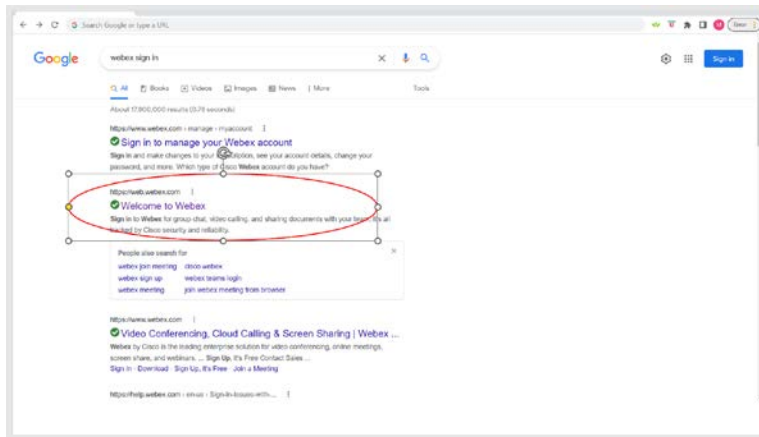 Search Google or type a URL
Google
webex sign in
Sign in
All Books Videos Images News More Tools
About 17,900,000 results (0.76 seconds)
https://www.webex.com › manage › myaccount
Sign in to manage your Webex account
Sign in and make changes to your subscription, see your account details, change your
password, and more. Which type of Cisco Webex account do you have?
https://web.webex.com
Welcome to Webex
Sign in to Webex for group chat, video calling, and sharing documents with your team. It's all
backed by Cisco security and reliability.
People also search for
webex join meeting cisco webex
webex sign up webex teams login
webex meeting join webex meeting from browser
https://www.webex.com
Video Conferencing, Cloud Calling & Screen Sharing | Webex ...
Webex by Cisco is the leading enterprise solution for video conferencing, online meetings,
screen share, and webinars. ... Sign Up, It's Free Contact Sales ...
Sign In · Download · Sign Up, It's Free · Join a Meeting
https://help.webex.com › en-us › Sign-In-Issues-with-...